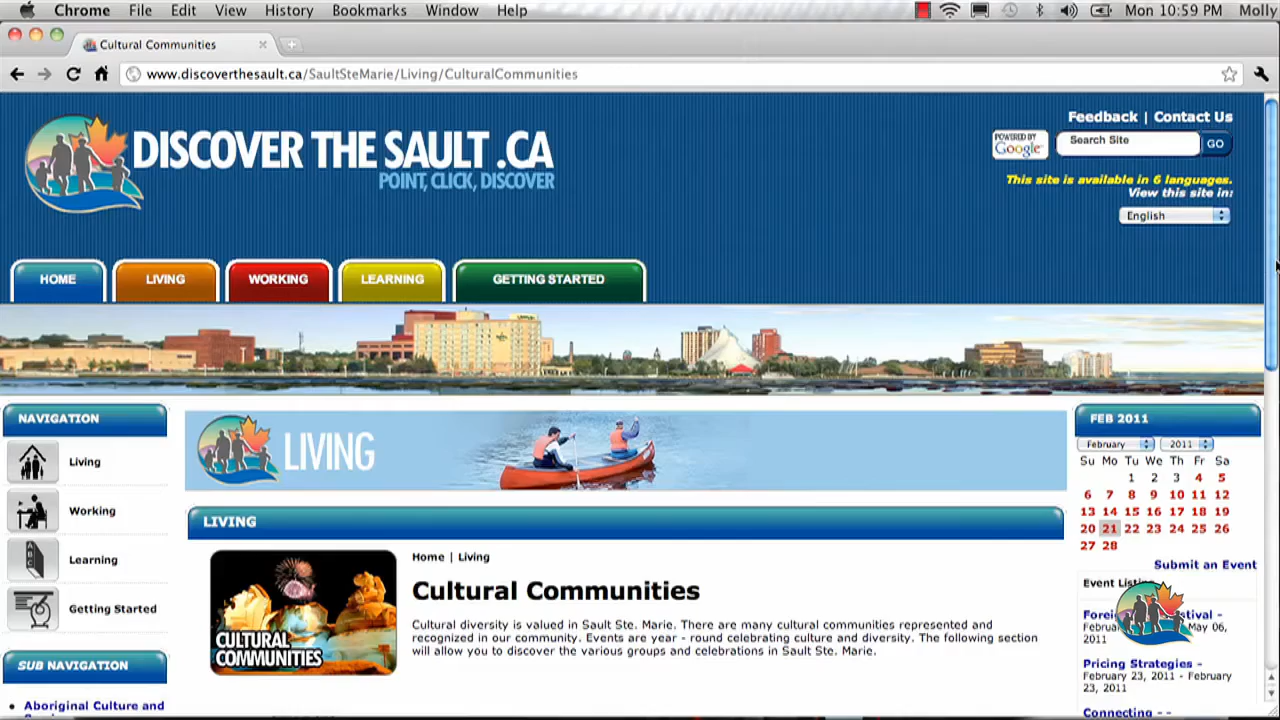 Chrome File Edit View History Bookmarks Window Help Mon 10:59 PM Molly
Cultural Communities
www.discoverthesault.ca/SaultSteMarie/Living/CulturalCommunities
Feedback | Contact Us
DISCOVER THE SAULT .CA
POINT, CLICK, DISCOVER
POWERED BY
Google
Search Site
GO
This site is available in 6 languages.
View this site in:
English
HOME LIVING WORKING LEARNING GETTING STARTED
NAVIGATION
Living
Working
Learning
Getting Started
SUB NAVIGATION
Aboriginal Culture and
LIVING
LIVING
CULTURAL
COMMUNITIES
Home | Living
Cultural Communities
Cultural diversity is valued in Sault Ste. Marie. There are many cultural communities represented and
recognized in our community. Events are year - round celebrating culture and diversity. The following section
will allow you to discover the various groups and celebrations in Sault Ste. Marie.
FEB 2011
February 2011
Su Mo Tu We Th Fr Sa
1 2 3 4 5
6 7 8 9 10 11 12
13 14 15 16 17 18 19
20 21 22 23 24 25 26
27 28
Submit an Event
Event
May 06,
2011
Pricing Strategies -
February 23, 2011 - February
23, 2011
Connecting - -